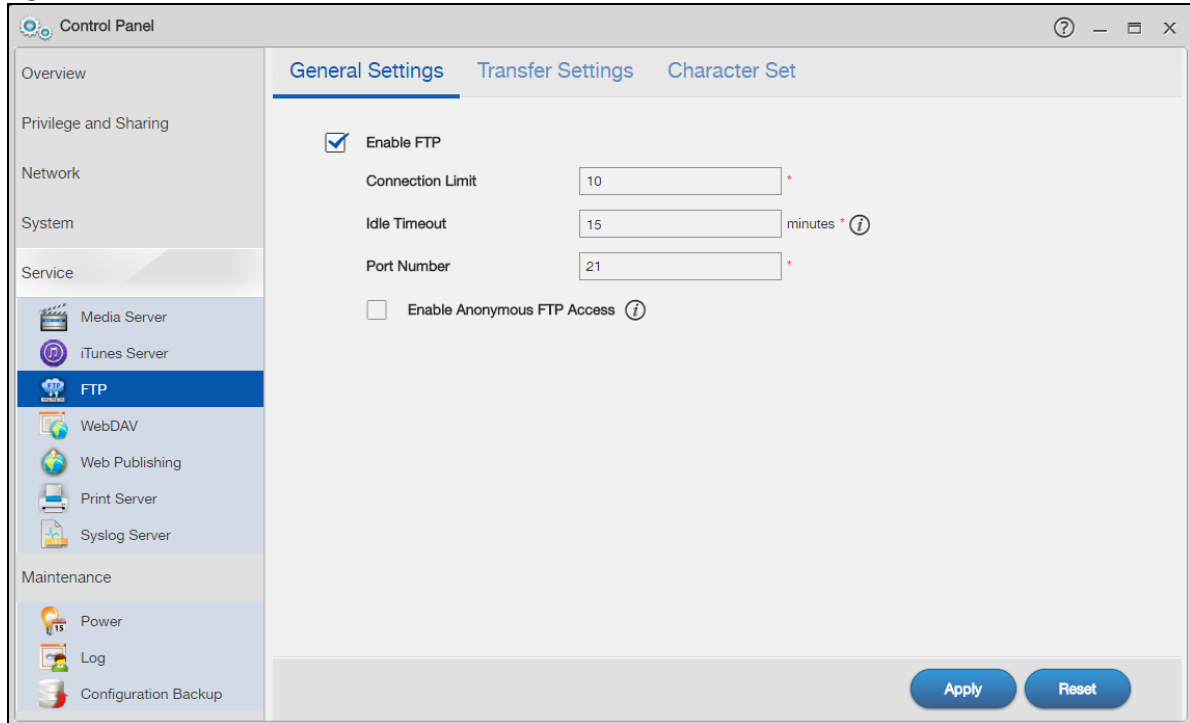 Control Panel
Overview
Privilege and Sharing
Network
System
Service
Media Server
iTunes Server
FTP
WebDAV
Web Publishing
Print Server
Syslog Server
Maintenance
Power
Log
Configuration Backup
General Settings Transfer Settings Character Set
Enable FTP
Connection Limit 10 *
Idle Timeout 15 minutes * i
Port Number 21 *
Enable Anonymous FTP Access i
Apply Reset